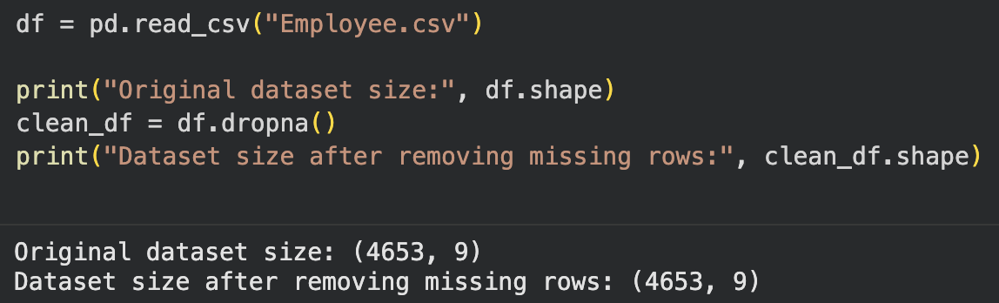 df = pd.read_csv("Employee.csv")
print("Original dataset size:", df.shape)
clean_df = df.dropna()
print("Dataset size after removing missing rows:", clean_df.shape)
Original dataset size: (4653, 9)
Dataset size after removing missing rows: (4653, 9)